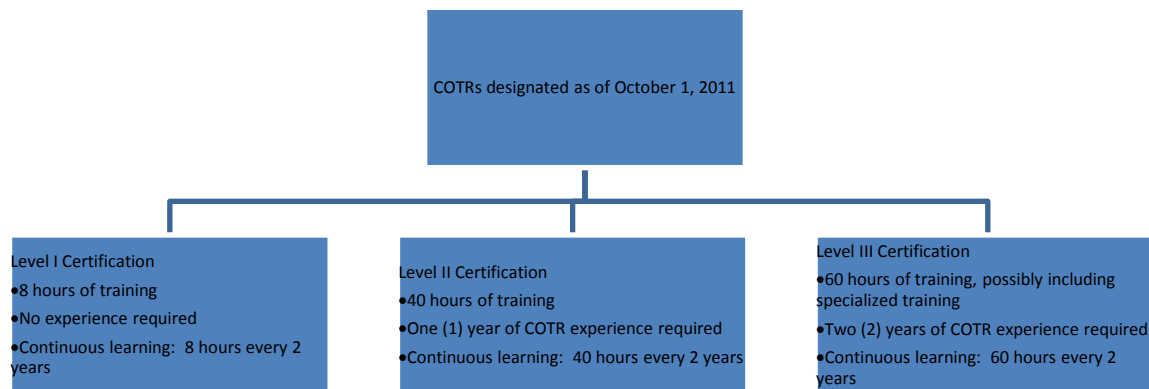 COTRs designated as of October 1, 2011
Level I Certification
•8 hours of training
•No experience required
•Continuous learning:  8 hours every 2
years
Level II Certification
•40 hours of training
•One (1) year of COTR experience required
•Continuous learning:  40 hours every 2 years
Level III Certification
•60 hours of training, possibly including
specialized training
•Two (2) years of COTR experience required
•Continuous learning:  60 hours every 2
years